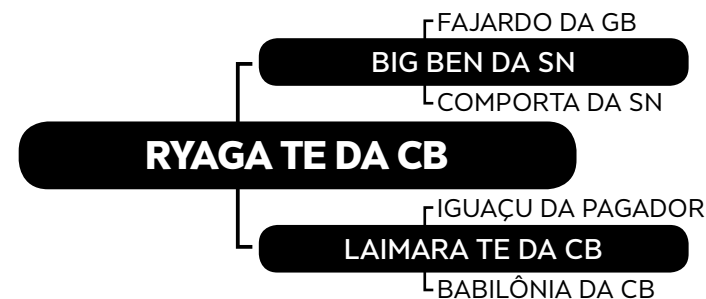 FAJARDO DA GB
BIG BEN DA SN
COMPORTA DA SN
RYAGA TE DA CB
IGUAÇU DA PAGADOR
LAIMARA TE DA CB
BABILÔNIA DA CB